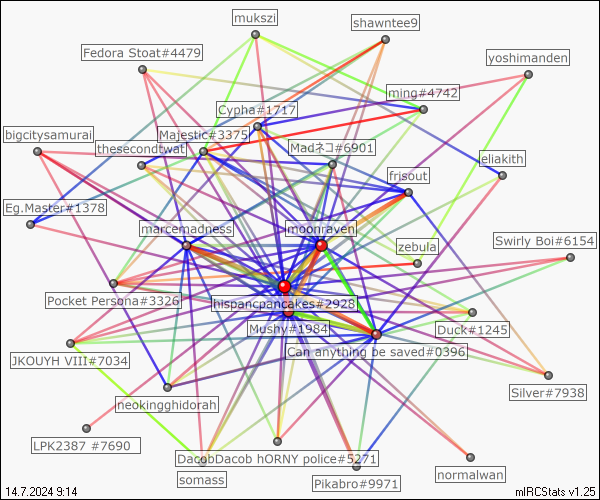 mukszi
shawntee9
Fedora Stoat#4479
yoshimanden
ming#4742
Cypha#1717
bigcitysamurai
Majestic#3375
thesecondtwat
Madネコ#6901
eliakith
frisout
Eg.Master#1378
marcemadness
moonraven
zebula
Swirly Boi#6154
Pocket Persona#3326
hispancpancakes#2928
Mushy#1984
Duck#1245
Can anything be saved#0396
JKOUYH VIII#7034
Silver#7938
neokingghidorah
LPK2387 #7690
DacobDacob hORNY police#5271
somass
Pikabro#9971
normalwan
14.7.2024 9:14
mIRCStats v1.25